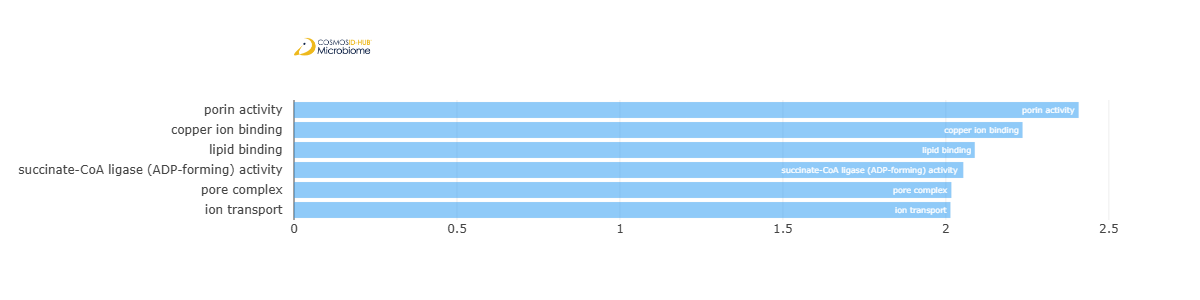 COSMOSID-HUB
Microbiome
porin activity porin activity
copper ion binding copper ion binding
lipid binding lipid binding
succinate-CoA ligase (ADP-forming) activity succinate-CoA ligase (ADP-forming) activity
pore complex pore complex
ion transport ion transport
0 0.5 1 1.5 2 2.5